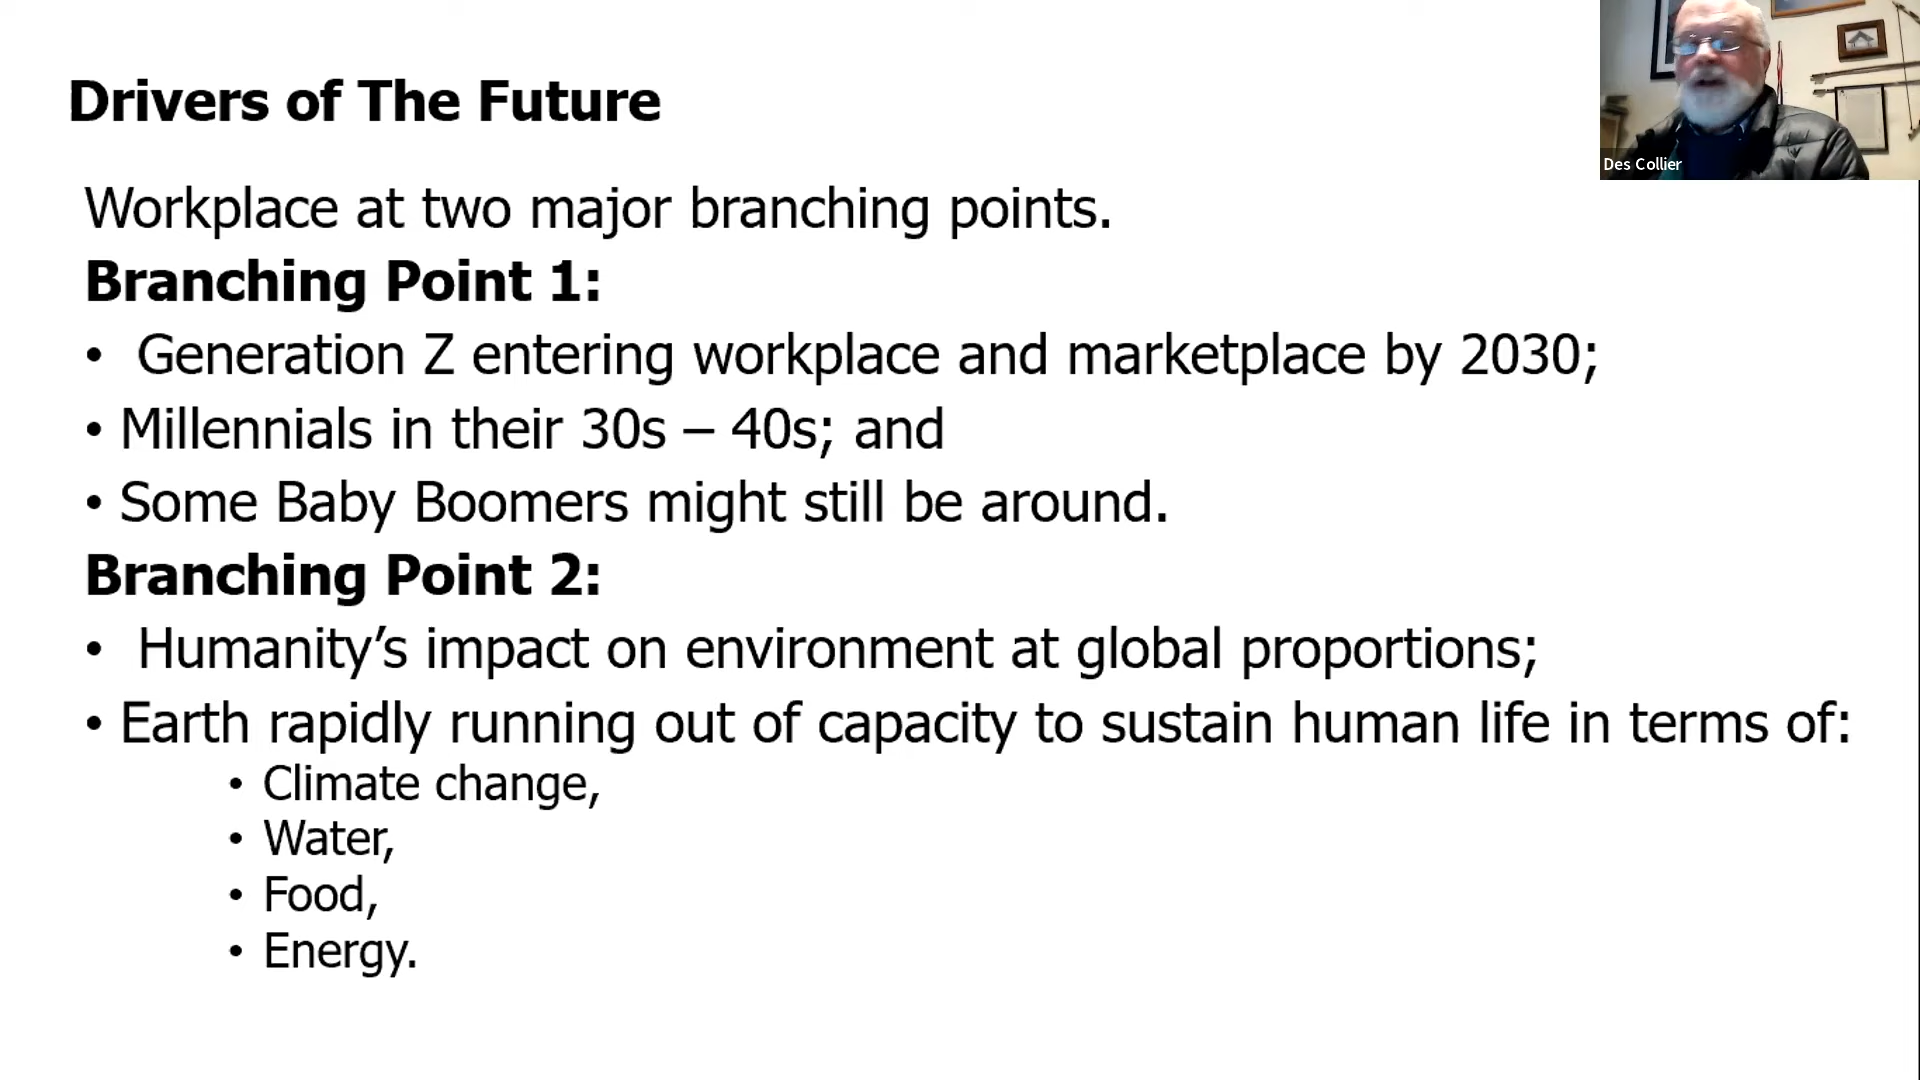 Drivers of The Future
Des Collier
Workplace at two major branching points.
Branching Point 1:
• Generation Z entering workplace and marketplace by 2030;
• Millennials in their 30s – 40s; and
• Some Baby Boomers might still be around.
Branching Point 2:
• Humanity’s impact on environment at global proportions;
• Earth rapidly running out of capacity to sustain human life in terms of:
• Climate change,
• Water,
• Food,
• Energy.